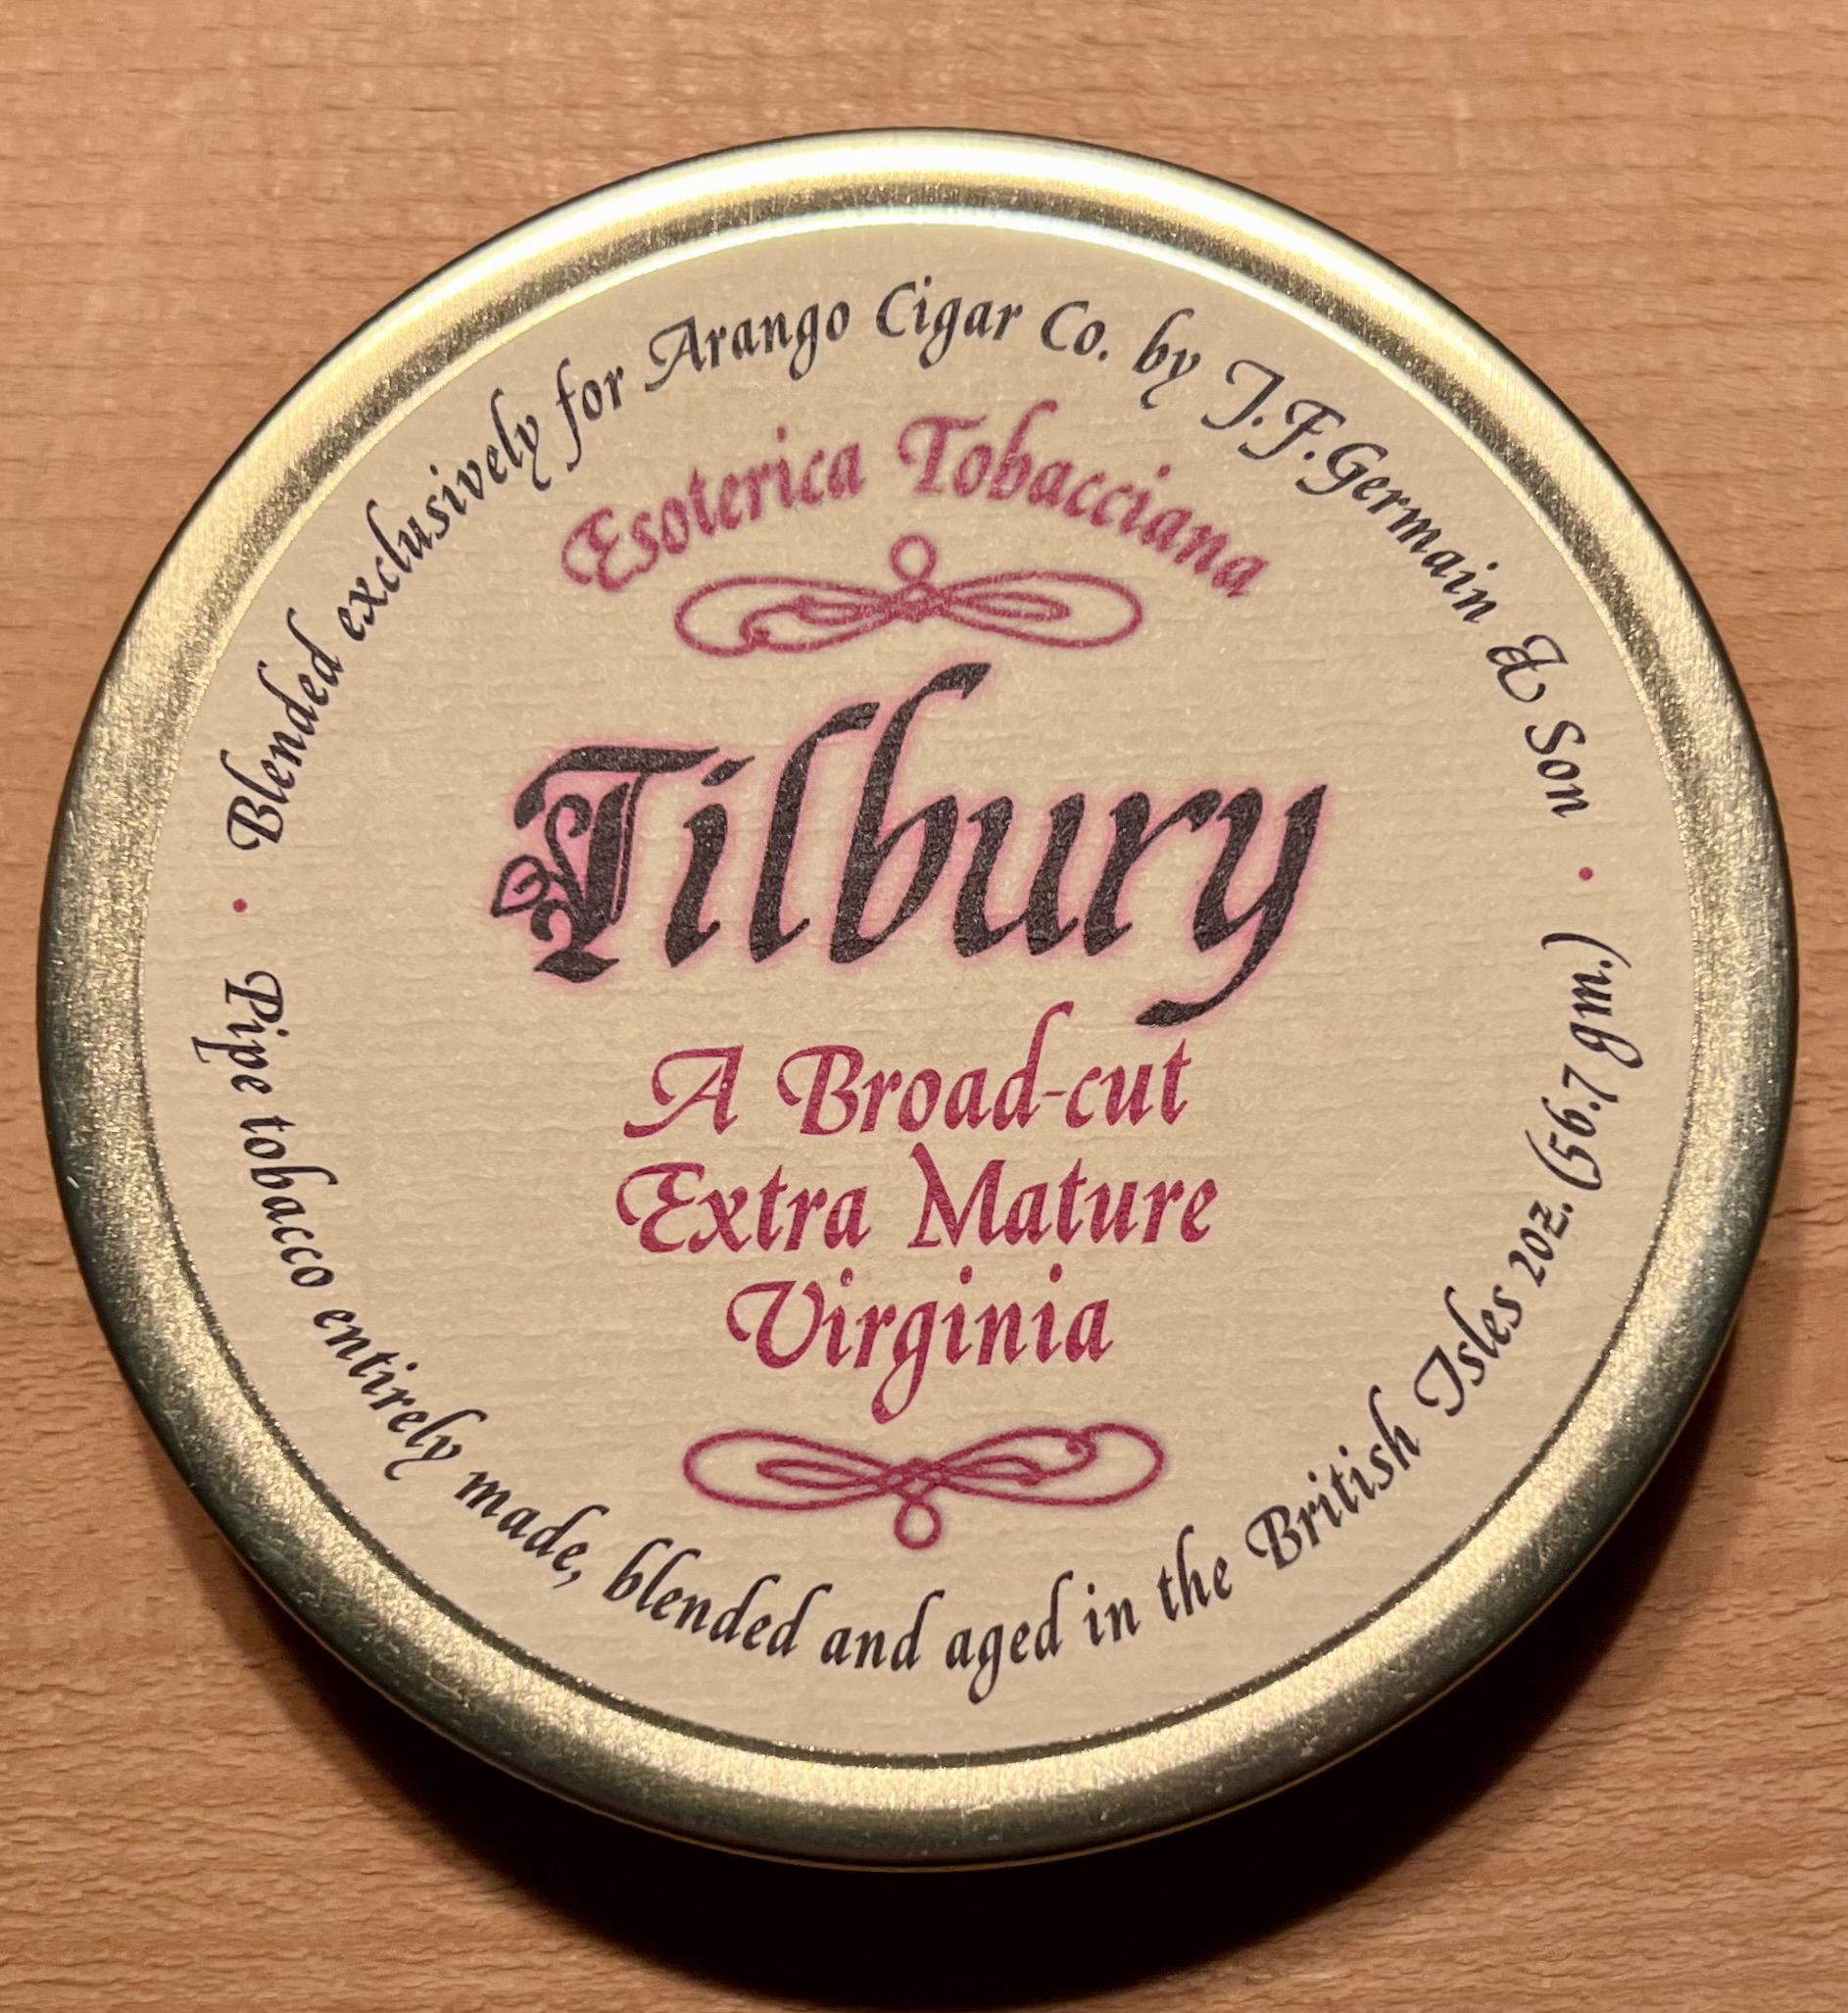 Blended exclusively for Arango Cigar Co. by J.F.Germain & Son
Esoterica Tobacciana
Tilbury
A Broad-cut
Extra Mature
Virginia
Pipe tobacco entirely made, blended and aged in the British Isles 2oz. (56.7 gm.)